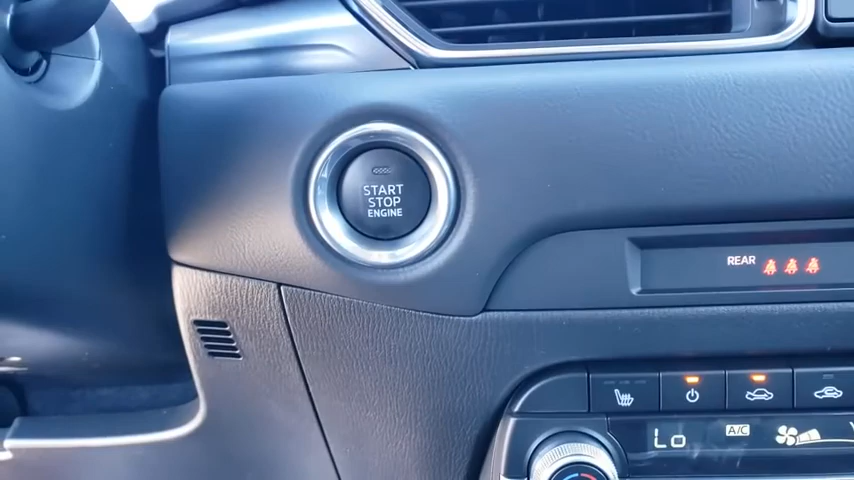 START
STOP
ENGINE
REAR
Lo
A/C